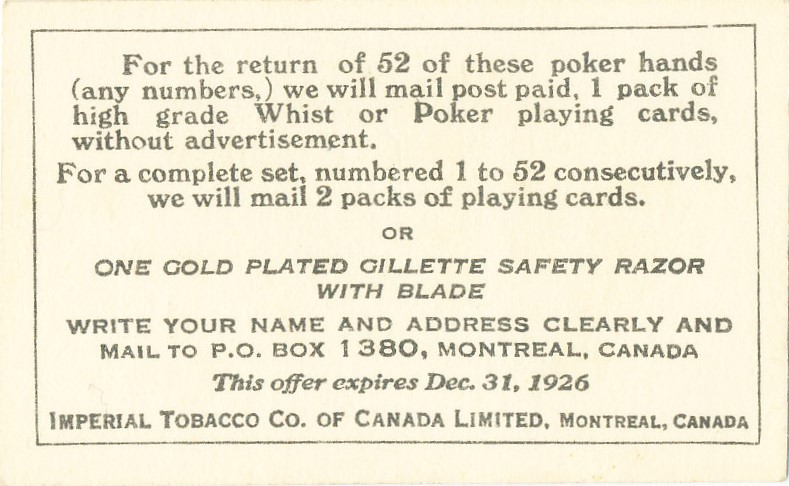 For the return of 52 of these poker hands
(any numbers,) we will mail post paid, 1 pack of
high grade Whist or Poker playing cards,
without advertisement.
For a complete set, numbered 1 to 52 consecutively,
we will mail 2 packs of playing cards.
OR
ONE GOLD PLATED GILLETTE SAFETY RAZOR
WITH BLADE
WRITE YOUR NAME AND ADDRESS CLEARLY AND
MAIL TO P.O. BOX 1380, MONTREAL, CANADA
This offer expires Dec. 31, 1926
IMPERIAL TOBACCO CO. OF CANADA LIMITED, MONTREAL, CANADA